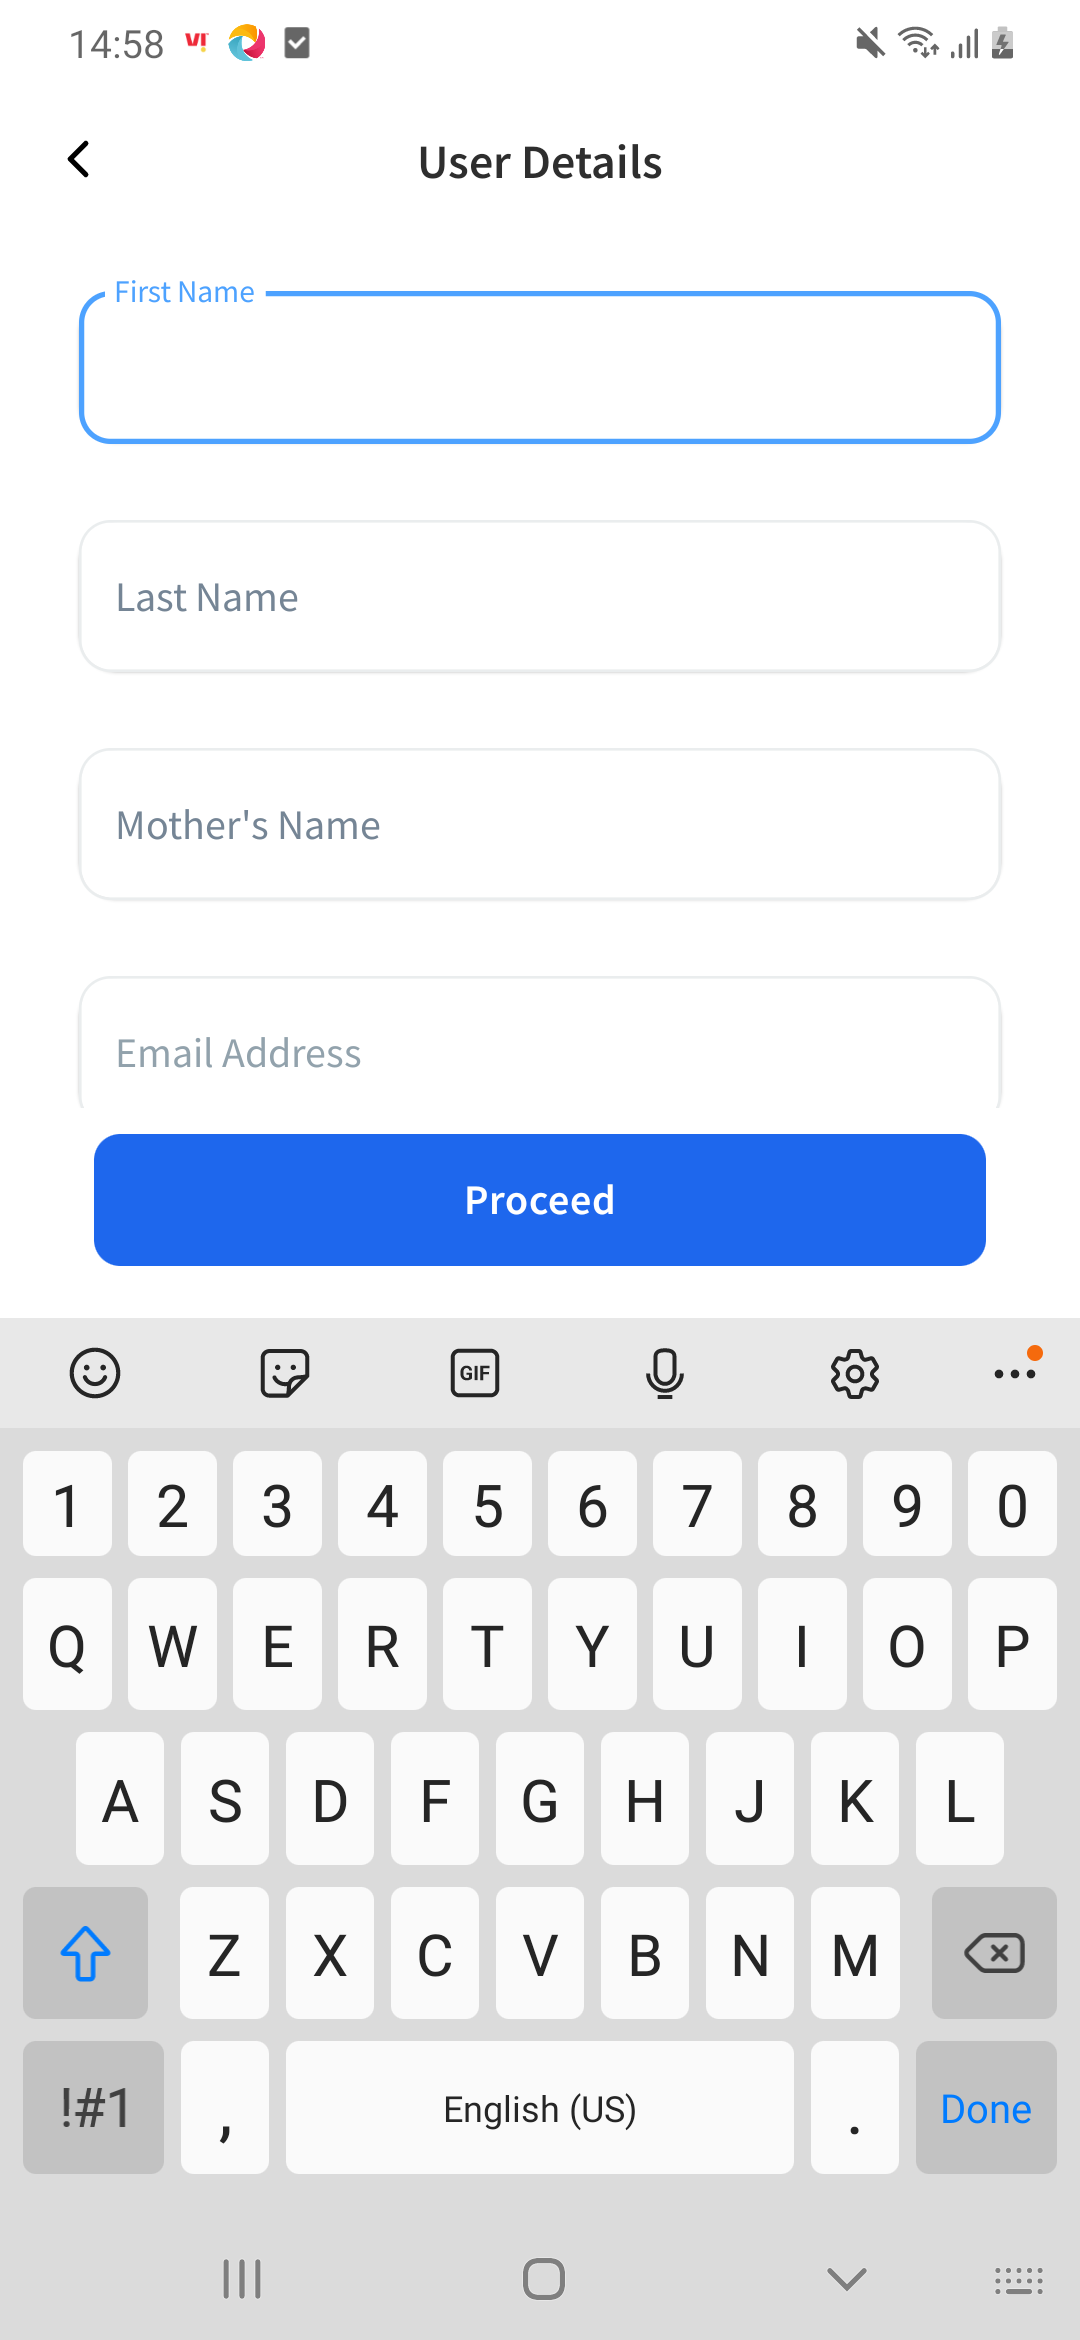 14:58 VI
User Details
First Name
Last Name
Mother's Name
Email Address
Proceed
GIF
1 2 3 4 5 6 7 8 9 0
Q W E R T Y U I O P
A S D F G H J K L
Z X C V B N M
!#1 , English (US) . Done